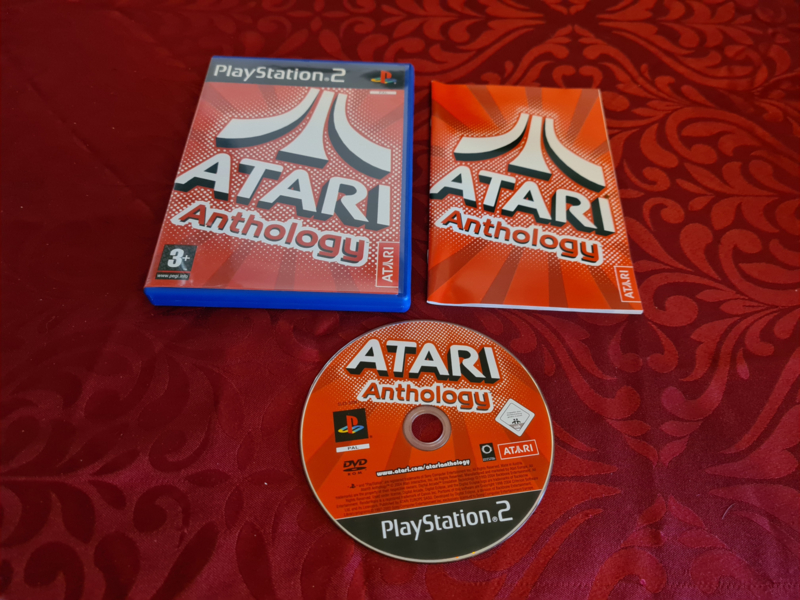 PlayStation®2
ATARI
Anthology
3+
www.pegi.info
ATARI
ATARI
Anthology
ATARI
ATARI
Anthology
PAL
DVD
ATARI
www.atari.com/atarianthology
PlayStation®2